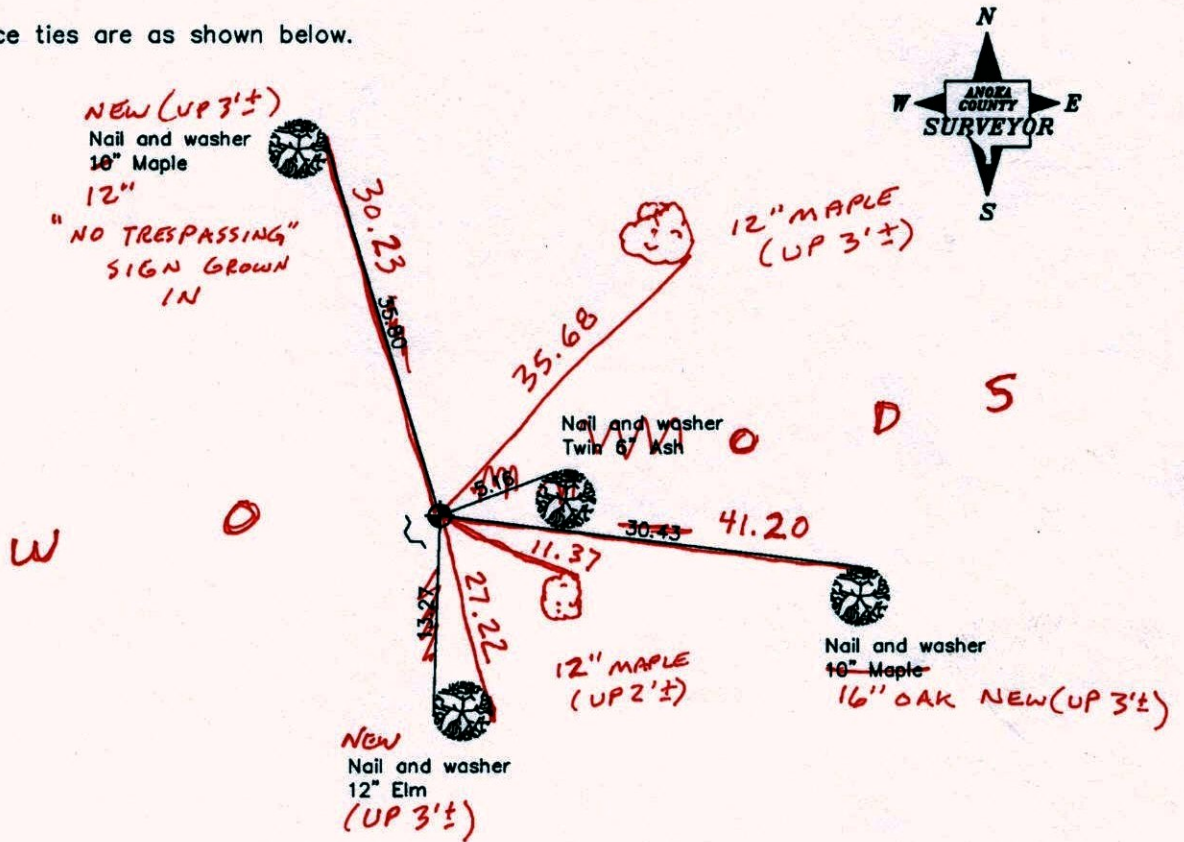 ce ties are as shown below.
N
W ANOKA COUNTY E
SURVEYOR
S
NEW (UP 3'±)
Nail and washer
10" Maple
12"
"NO TRESPASSING"
SIGN GROWN
IN
30.23
35.80
12" MAPLE
(UP 3'±)
35.68
Nail and washer
Twin 6" Ash
5.16
W O O D S
30.43 41.20
11.37
13.27
27.22
12" MAPLE
(UP 2'±)
Nail and washer
10" Maple
16" OAK NEW (UP 3'±)
NEW
Nail and washer
12" Elm
(UP 3'±)